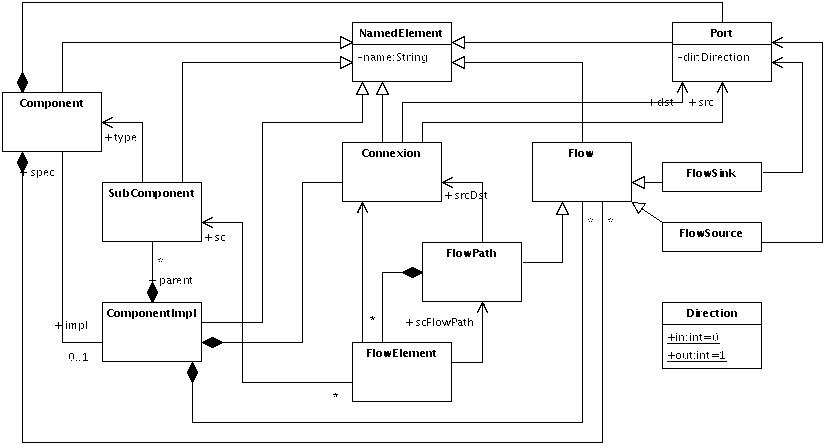 NamedElement
-name:String
Port
-dir:Direction
Component
+dst
+src
+type
Connexion
Flow
+spec
FlowSink
SubComponent
+srcDst
* *
FlowSource
+sc
FlowPath
*
+parent
ComponentImpl
Direction
+impl
*
+scFlowPath
+in:int=0
0..1
FlowElement
+out:int=1
*